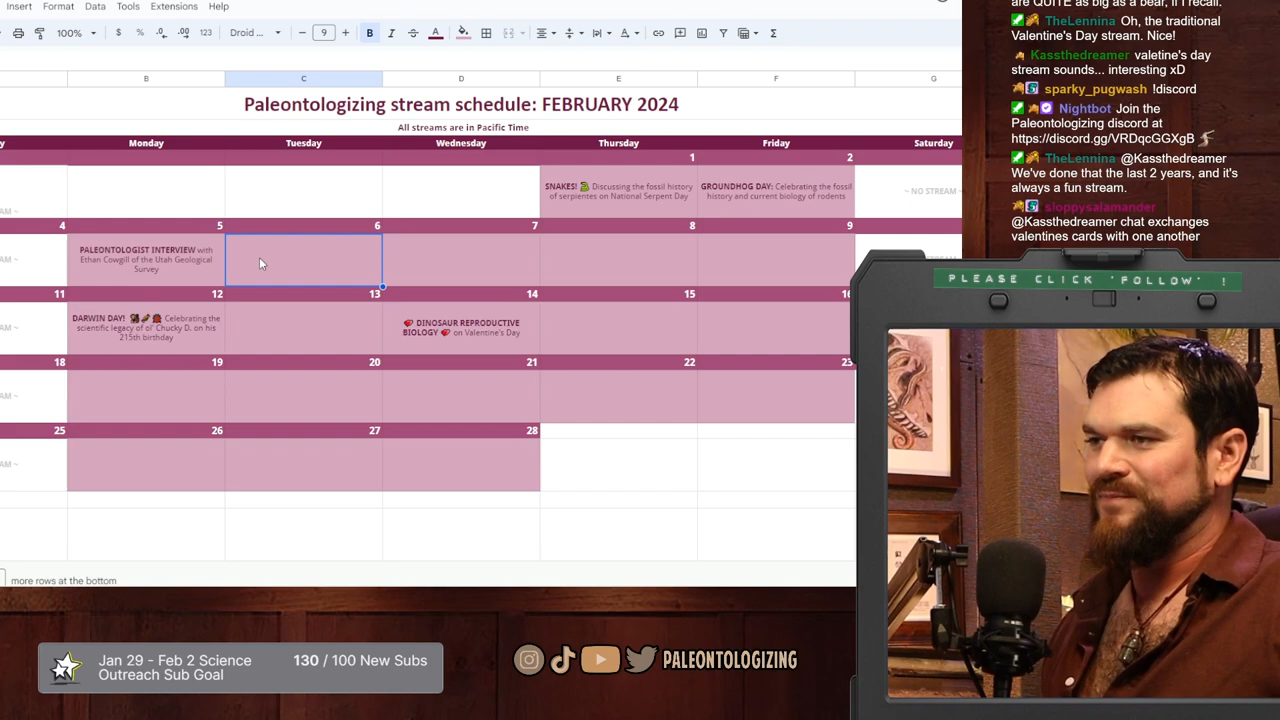 Insert Format Data Tools Extensions Help
100% $ % .0 .00 123 Droid ... 9 B I A
B C D E F G
Paleontologizing stream schedule: FEBRUARY 2024
All streams are in Pacific Time
Monday Tuesday Wednesday Thursday Friday Saturday
1 2
SNAKES! Discussing the fossil history
of serpientes on National Serpent Day
GROUNDHOG DAY: Celebrating the fossil
history and current biology of rodents
~ NO STREAM ~
AM ~
4 5 6 7 8 9
PALEONTOLOGIST INTERVIEW with
Ethan Cowgill of the Utah Geological
Survey
AM ~
11 12 13 14 15 16
DARWIN DAY! Celebrating the
scientific legacy of ol' Chucky D. on his
215th birthday
DINOSAUR REPRODUCTIVE
BIOLOGY on Valentine's Day
AM ~
18 19 20 21 22 23
AM ~
25 26 27 28
AM ~
more rows at the bottom
are QUITE as big as a bear, if I recall.
TheLennina Oh, the traditional
Valentine's Day stream. Nice!
Kassthedreamer valetine's day
stream sounds... interesting xD
sparky_pugwash !discord
Nightbot Join the
Paleontologizing discord at
https://discord.gg/VRDqcGGXgB
TheLennina @Kassthedreamer
We've done that the last 2 years, and it's
always a fun stream.
sloppysalamander
@Kassthedreamer chat exchanges
valentines cards with one another
PLEASE CLICK 'FOLLOW' !
Jan 29 - Feb 2 Science
Outreach Sub Goal
130 / 100 New Subs
PALEONTOLOGIZING